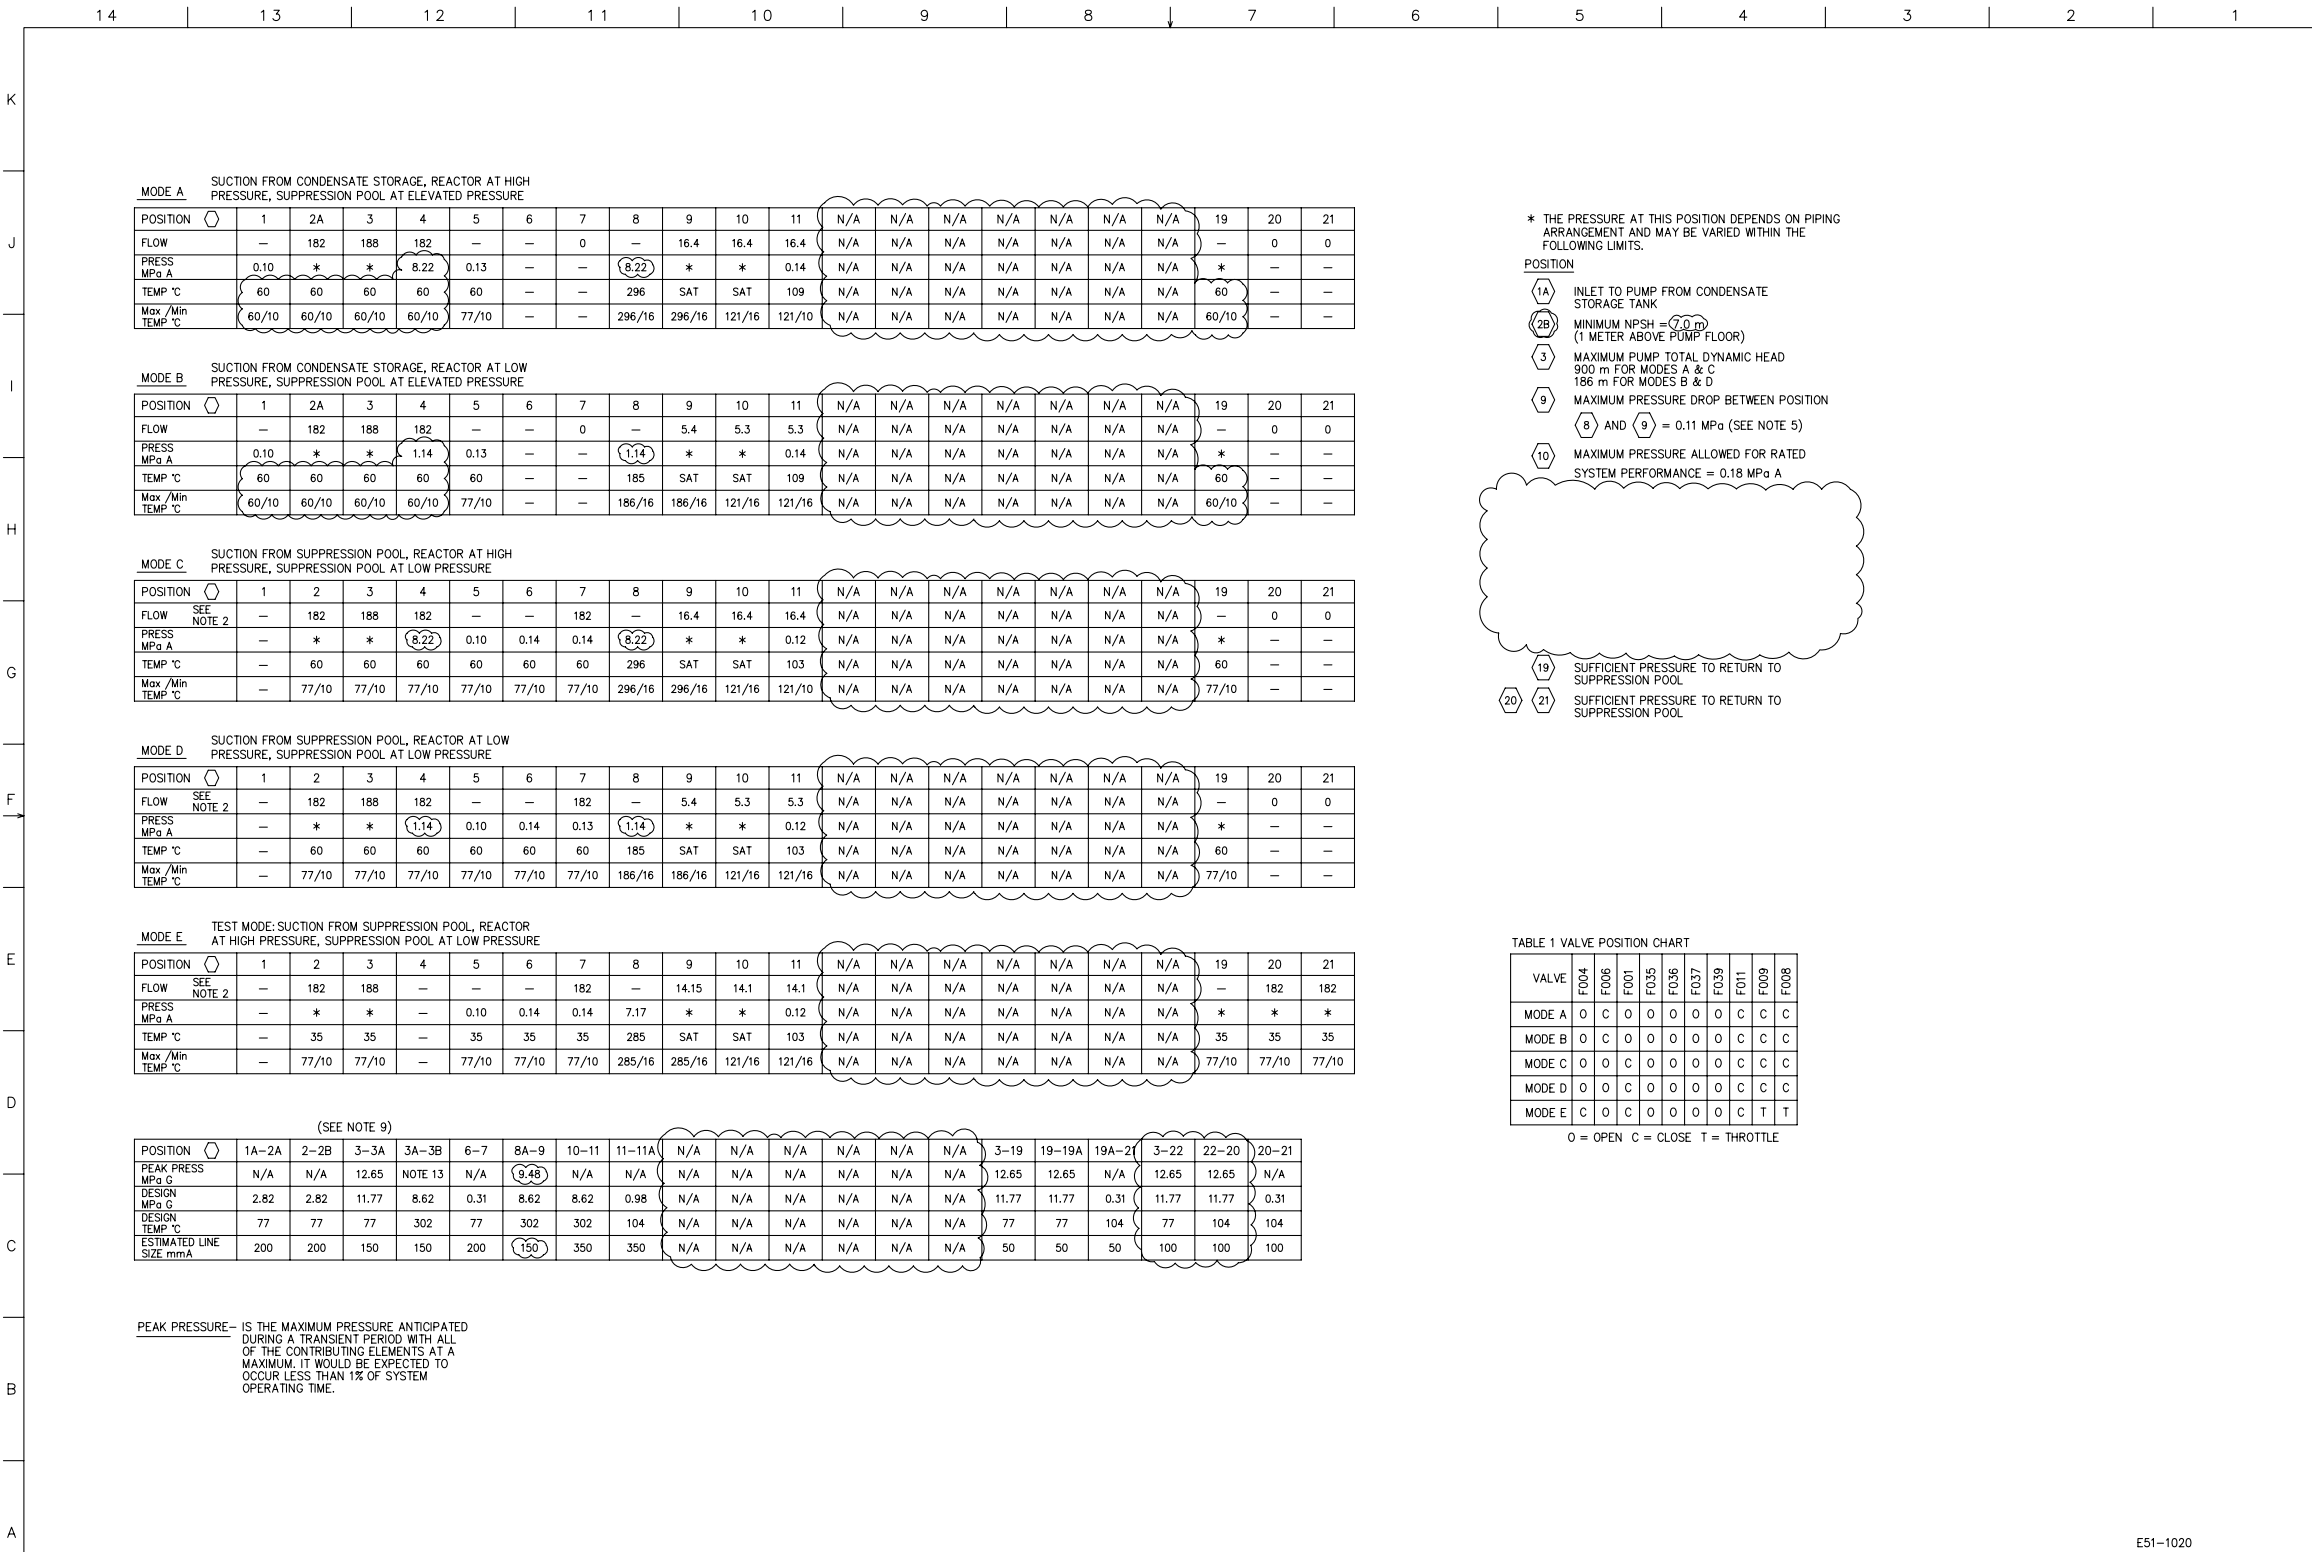 14 13 12 11 10 9 8 7 6 5 4 3 2 1
K
J
I
H
G
F
E
D
C
B
A
MODE A
SUCTION FROM CONDENSATE STORAGE, REACTOR AT HIGH
PRESSURE, SUPPRESSION POOL AT ELEVATED PRESSURE
POSITION 1 2A 3 4 5 6 7 8 9 10 11 N/A N/A N/A N/A N/A N/A N/A 19 20 21
FLOW — 182 188 182 — — 0 — 16.4 16.4 16.4 N/A N/A N/A N/A N/A N/A N/A — 0 0
PRESS MPa A 0.10 * * 8.22 0.13 — — 8.22 * * 0.14 N/A N/A N/A N/A N/A N/A N/A * — —
TEMP °C 60 60 60 60 60 — — 296 SAT SAT 109 N/A N/A N/A N/A N/A N/A N/A 60 — —
Max /Min TEMP °C 60/10 60/10 60/10 60/10 77/10 — — 296/16 296/16 121/16 121/10 N/A N/A N/A N/A N/A N/A N/A 60/10 — —
MODE B
SUCTION FROM CONDENSATE STORAGE, REACTOR AT LOW
PRESSURE, SUPPRESSION POOL AT ELEVATED PRESSURE
POSITION 1 2A 3 4 5 6 7 8 9 10 11 N/A N/A N/A N/A N/A N/A N/A 19 20 21
FLOW — 182 188 182 — — 0 — 5.4 5.3 5.3 N/A N/A N/A N/A N/A N/A N/A — 0 0
PRESS MPa A 0.10 * * 1.14 0.13 — — 1.14 * * 0.14 N/A N/A N/A N/A N/A N/A N/A * — —
TEMP °C 60 60 60 60 60 — — 185 SAT SAT 109 N/A N/A N/A N/A N/A N/A N/A 60 — —
Max /Min TEMP °C 60/10 60/10 60/10 60/10 77/10 — — 186/16 186/16 121/16 121/16 N/A N/A N/A N/A N/A N/A N/A 60/10 — —
MODE C
SUCTION FROM SUPPRESSION POOL, REACTOR AT HIGH
PRESSURE, SUPPRESSION POOL AT LOW PRESSURE
POSITION 1 2 3 4 5 6 7 8 9 10 11 N/A N/A N/A N/A N/A N/A N/A 19 20 21
FLOW SEE NOTE 2 — 182 188 182 — — 182 — 16.4 16.4 16.4 N/A N/A N/A N/A N/A N/A N/A — 0 0
PRESS MPa A — * * 8.22 0.10 0.14 0.14 8.22 * * 0.12 N/A N/A N/A N/A N/A N/A N/A * — —
TEMP °C — 60 60 60 60 60 60 296 SAT SAT 103 N/A N/A N/A N/A N/A N/A N/A 60 — —
Max /Min TEMP °C — 77/10 77/10 77/10 77/10 77/10 77/10 296/16 296/16 121/16 121/10 N/A N/A N/A N/A N/A N/A N/A 77/10 — —
MODE D
SUCTION FROM SUPPRESSION POOL, REACTOR AT LOW
PRESSURE, SUPPRESSION POOL AT LOW PRESSURE
POSITION 1 2 3 4 5 6 7 8 9 10 11 N/A N/A N/A N/A N/A N/A N/A 19 20 21
FLOW SEE NOTE 2 — 182 188 182 — — 182 — 5.4 5.3 5.3 N/A N/A N/A N/A N/A N/A N/A — 0 0
PRESS MPa A — * * 1.14 0.10 0.14 0.13 1.14 * * 0.12 N/A N/A N/A N/A N/A N/A N/A * — —
TEMP °C — 60 60 60 60 60 60 185 SAT SAT 103 N/A N/A N/A N/A N/A N/A N/A 60 — —
Max /Min TEMP °C — 77/10 77/10 77/10 77/10 77/10 77/10 186/16 186/16 121/16 121/16 N/A N/A N/A N/A N/A N/A N/A 77/10 — —
MODE E
TEST MODE: SUCTION FROM SUPPRESSION POOL, REACTOR
AT HIGH PRESSURE, SUPPRESSION POOL AT LOW PRESSURE
POSITION 1 2 3 4 5 6 7 8 9 10 11 N/A N/A N/A N/A N/A N/A N/A 19 20 21
FLOW SEE NOTE 2 — 182 188 — — — 182 — 14.15 14.1 14.1 N/A N/A N/A N/A N/A N/A N/A — 182 182
PRESS MPa A — * * — 0.10 0.14 0.14 7.17 * * 0.12 N/A N/A N/A N/A N/A N/A N/A * * *
TEMP °C — 35 35 — 35 35 35 285 SAT SAT 103 N/A N/A N/A N/A N/A N/A N/A 35 35 35
Max /Min TEMP °C — 77/10 77/10 — 77/10 77/10 77/10 285/16 285/16 121/16 121/16 N/A N/A N/A N/A N/A N/A N/A 77/10 77/10 77/10
(SEE NOTE 9)
POSITION 1A-2A 2-2B 3-3A 3A-3B 6-7 8A-9 10-11 11-11A N/A N/A N/A N/A N/A N/A 3-19 19-19A 19A-21 3-22 22-20 20-21
PEAK PRESS MPa G N/A N/A 12.65 NOTE 13 N/A 9.48 N/A N/A N/A N/A N/A N/A N/A N/A 12.65 12.65 N/A 12.65 12.65 N/A
DESIGN MPa G 2.82 2.82 11.77 8.62 0.31 8.62 8.62 0.98 N/A N/A N/A N/A N/A N/A 11.77 11.77 0.31 11.77 11.77 0.31
DESIGN TEMP °C 77 77 77 302 77 302 302 104 N/A N/A N/A N/A N/A N/A 77 77 104 77 104 104
ESTIMATED LINE SIZE mmA 200 200 150 150 200 150 350 350 N/A N/A N/A N/A N/A N/A 50 50 50 100 100 100
PEAK PRESSURE- IS THE MAXIMUM PRESSURE ANTICIPATED
DURING A TRANSIENT PERIOD WITH ALL
OF THE CONTRIBUTING ELEMENTS AT A
MAXIMUM. IT WOULD BE EXPECTED TO
OCCUR LESS THAN 1% OF SYSTEM
OPERATING TIME.
* THE PRESSURE AT THIS POSITION DEPENDS ON PIPING
ARRANGEMENT AND MAY BE VARIED WITHIN THE
FOLLOWING LIMITS.
POSITION
1A INLET TO PUMP FROM CONDENSATE
STORAGE TANK
2B MINIMUM NPSH = 7.0 m
(1 METER ABOVE PUMP FLOOR)
3 MAXIMUM PUMP TOTAL DYNAMIC HEAD
900 m FOR MODES A & C
186 m FOR MODES B & D
9 MAXIMUM PRESSURE DROP BETWEEN POSITION
8 AND 9 = 0.11 MPa (SEE NOTE 5)
10 MAXIMUM PRESSURE ALLOWED FOR RATED
SYSTEM PERFORMANCE = 0.18 MPa A
19 SUFFICIENT PRESSURE TO RETURN TO
SUPPRESSION POOL
20 21 SUFFICIENT PRESSURE TO RETURN TO
SUPPRESSION POOL
TABLE 1 VALVE POSITION CHART
VALVE F004 F006 F001 F035 F036 F037 F039 F011 F009 F008
MODE A O C O O O O O C C C
MODE B O C O O O O O C C C
MODE C O O C O O O O C C C
MODE D O O C O O O O C C C
MODE E C O C O O O O C T T
O = OPEN C = CLOSE T = THROTTLE
E51-1020